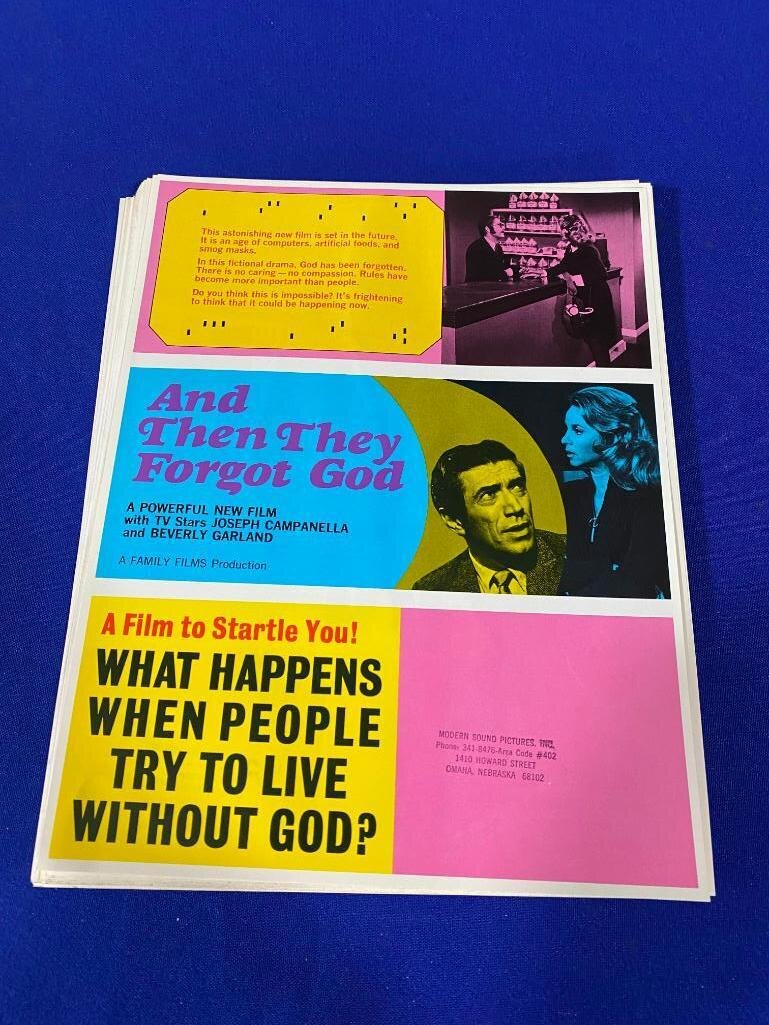 This astonishing new film is set in the future.
It is an age of computers, artificial foods, and
smog masks.
In this fictional drama, God has been forgotten.
There is no caring — no compassion. Rules have
become more important than people.
Do you think this is impossible? It's frightening
to think that it could be happening now.
And
Then They
Forgot God
A POWERFUL NEW FILM
with TV Stars JOSEPH CAMPANELLA
and BEVERLY GARLAND
A FAMILY FILMS Production
A Film to Startle You!
WHAT HAPPENS
WHEN PEOPLE
TRY TO LIVE
WITHOUT GOD?
MODERN SOUND PICTURES, INC.
Phone: 341-8476-Area Code #402
1410 HOWARD STREET
OMAHA, NEBRASKA 68102